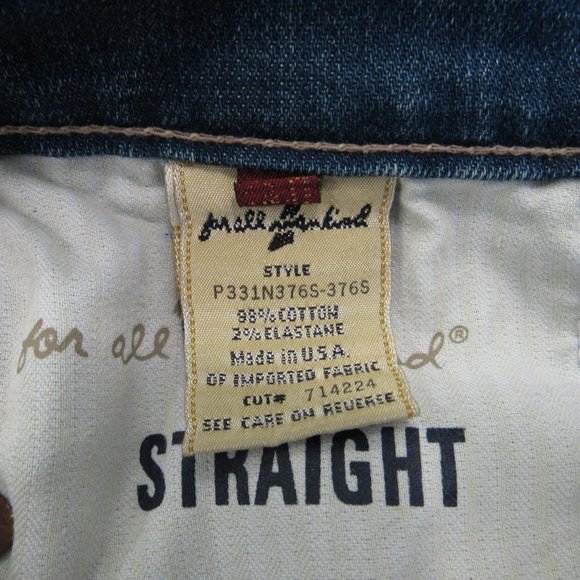 for all mankind
STYLE
P331N376S-376S
98% COTTON
2% ELASTANE
Made in U.S.A.
OF IMPORTED FABRIC
CUT# 714224
SEE CARE ON REVERSE
for all d®
STRAIGHT